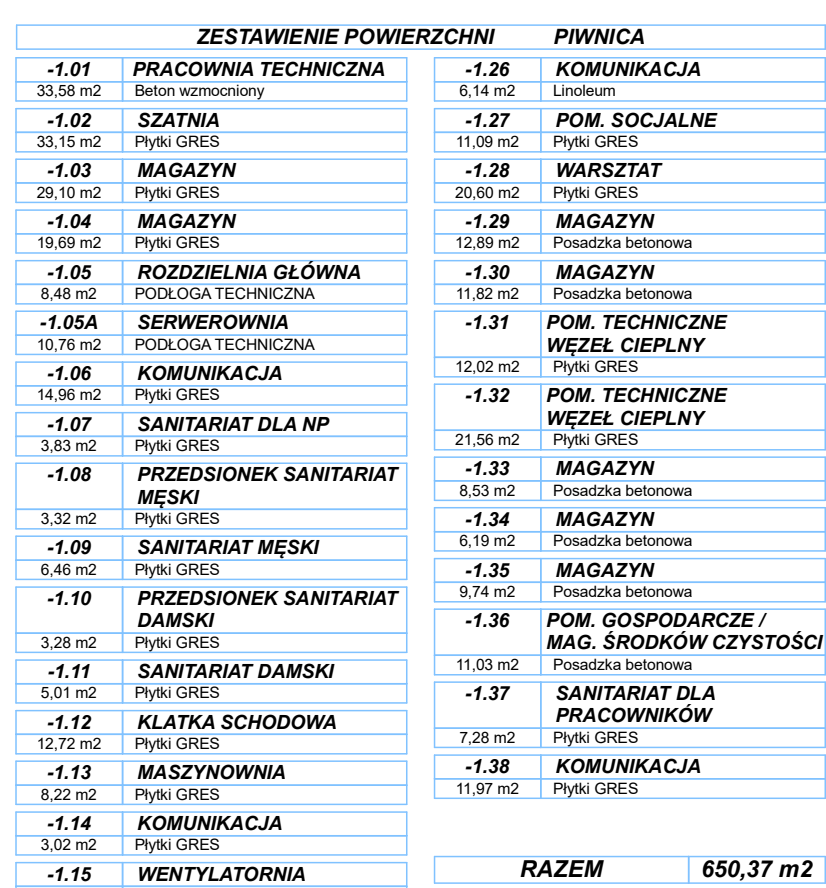 ZESTAWIENIE POWIERZCHNI PIWNICA
-1.01 PRACOWNIA TECHNICZNA
33,58 m2 Beton wzmocniony
-1.02 SZATNIA
33,15 m2 Płytki GRES
-1.03 MAGAZYN
29,10 m2 Płytki GRES
-1.04 MAGAZYN
19,69 m2 Płytki GRES
-1.05 ROZDZIELNIA GŁÓWNA
8,48 m2 PODŁOGA TECHNICZNA
-1.05A SERWEROWNIA
10,76 m2 PODŁOGA TECHNICZNA
-1.06 KOMUNIKACJA
14,96 m2 Płytki GRES
-1.07 SANITARIAT DLA NP
3,83 m2 Płytki GRES
-1.08 PRZEDSIONEK SANITARIAT
MĘSKI
3,32 m2 Płytki GRES
-1.09 SANITARIAT MĘSKI
6,46 m2 Płytki GRES
-1.10 PRZEDSIONEK SANITARIAT
DAMSKI
3,28 m2 Płytki GRES
-1.11 SANITARIAT DAMSKI
5,01 m2 Płytki GRES
-1.12 KLATKA SCHODOWA
12,72 m2 Płytki GRES
-1.13 MASZYNOWNIA
8,22 m2 Płytki GRES
-1.14 KOMUNIKACJA
3,02 m2 Płytki GRES
-1.15 WENTYLATORNIA
-1.26 KOMUNIKACJA
6,14 m2 Linoleum
-1.27 POM. SOCJALNE
11,09 m2 Płytki GRES
-1.28 WARSZTAT
20,60 m2 Płytki GRES
-1.29 MAGAZYN
12,89 m2 Posadzka betonowa
-1.30 MAGAZYN
11,82 m2 Posadzka betonowa
-1.31 POM. TECHNICZNE
WĘZEŁ CIEPLNY
12,02 m2 Płytki GRES
-1.32 POM. TECHNICZNE
WĘZEŁ CIEPLNY
21,56 m2 Płytki GRES
-1.33 MAGAZYN
8,53 m2 Posadzka betonowa
-1.34 MAGAZYN
6,19 m2 Posadzka betonowa
-1.35 MAGAZYN
9,74 m2 Posadzka betonowa
-1.36 POM. GOSPODARCZE /
MAG. ŚRODKÓW CZYSTOŚCI
11,03 m2 Posadzka betonowa
-1.37 SANITARIAT DLA
PRACOWNIKÓW
7,28 m2 Płytki GRES
-1.38 KOMUNIKACJA
11,97 m2 Płytki GRES
RAZEM 650,37 m2